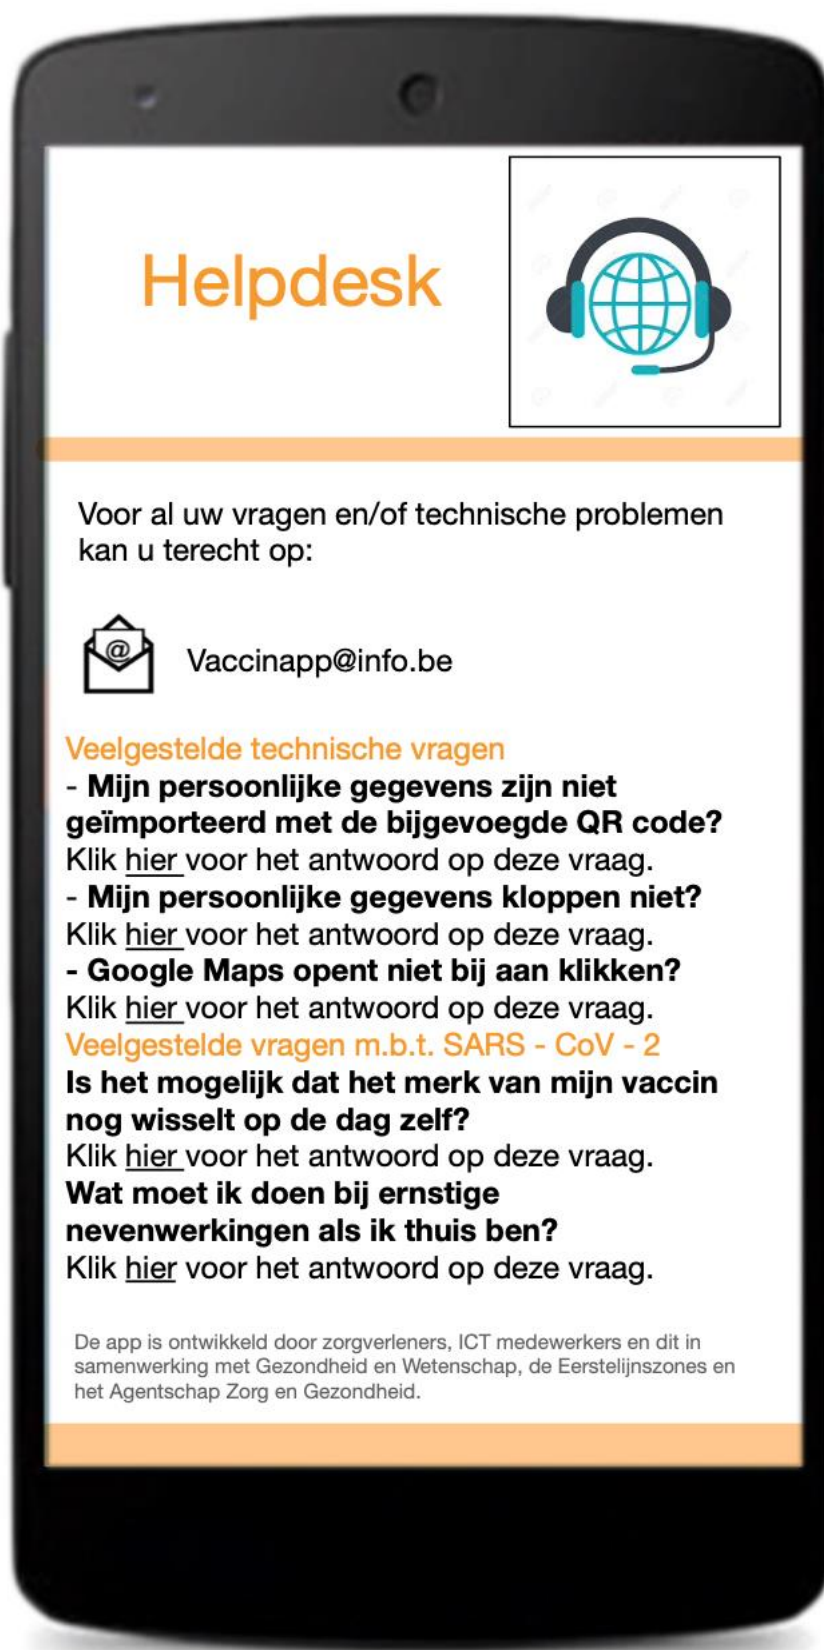 Helpdesk
Voor al uw vragen en/of technische problemen
kan u terecht op:
@
Vaccinapp@info.be
Veelgestelde technische vragen
- Mijn persoonlijke gegevens zijn niet
geïmporteerd met de bijgevoegde QR code?
Klik hier voor het antwoord op deze vraag.
- Mijn persoonlijke gegevens kloppen niet?
Klik hier voor het antwoord op deze vraag.
- Google Maps opent niet bij aan klikken?
Klik hier voor het antwoord op deze vraag.
Veelgestelde vragen m.b.t. SARS - CoV - 2
Is het mogelijk dat het merk van mijn vaccin
nog wisselt op de dag zelf?
Klik hier voor het antwoord op deze vraag.
Wat moet ik doen bij ernstige
nevenwerkingen als ik thuis ben?
Klik hier voor het antwoord op deze vraag.
De app is ontwikkeld door zorgverleners, ICT medewerkers en dit in
samenwerking met Gezondheid en Wetenschap, de Eerstelijnszones en
het Agentschap Zorg en Gezondheid.